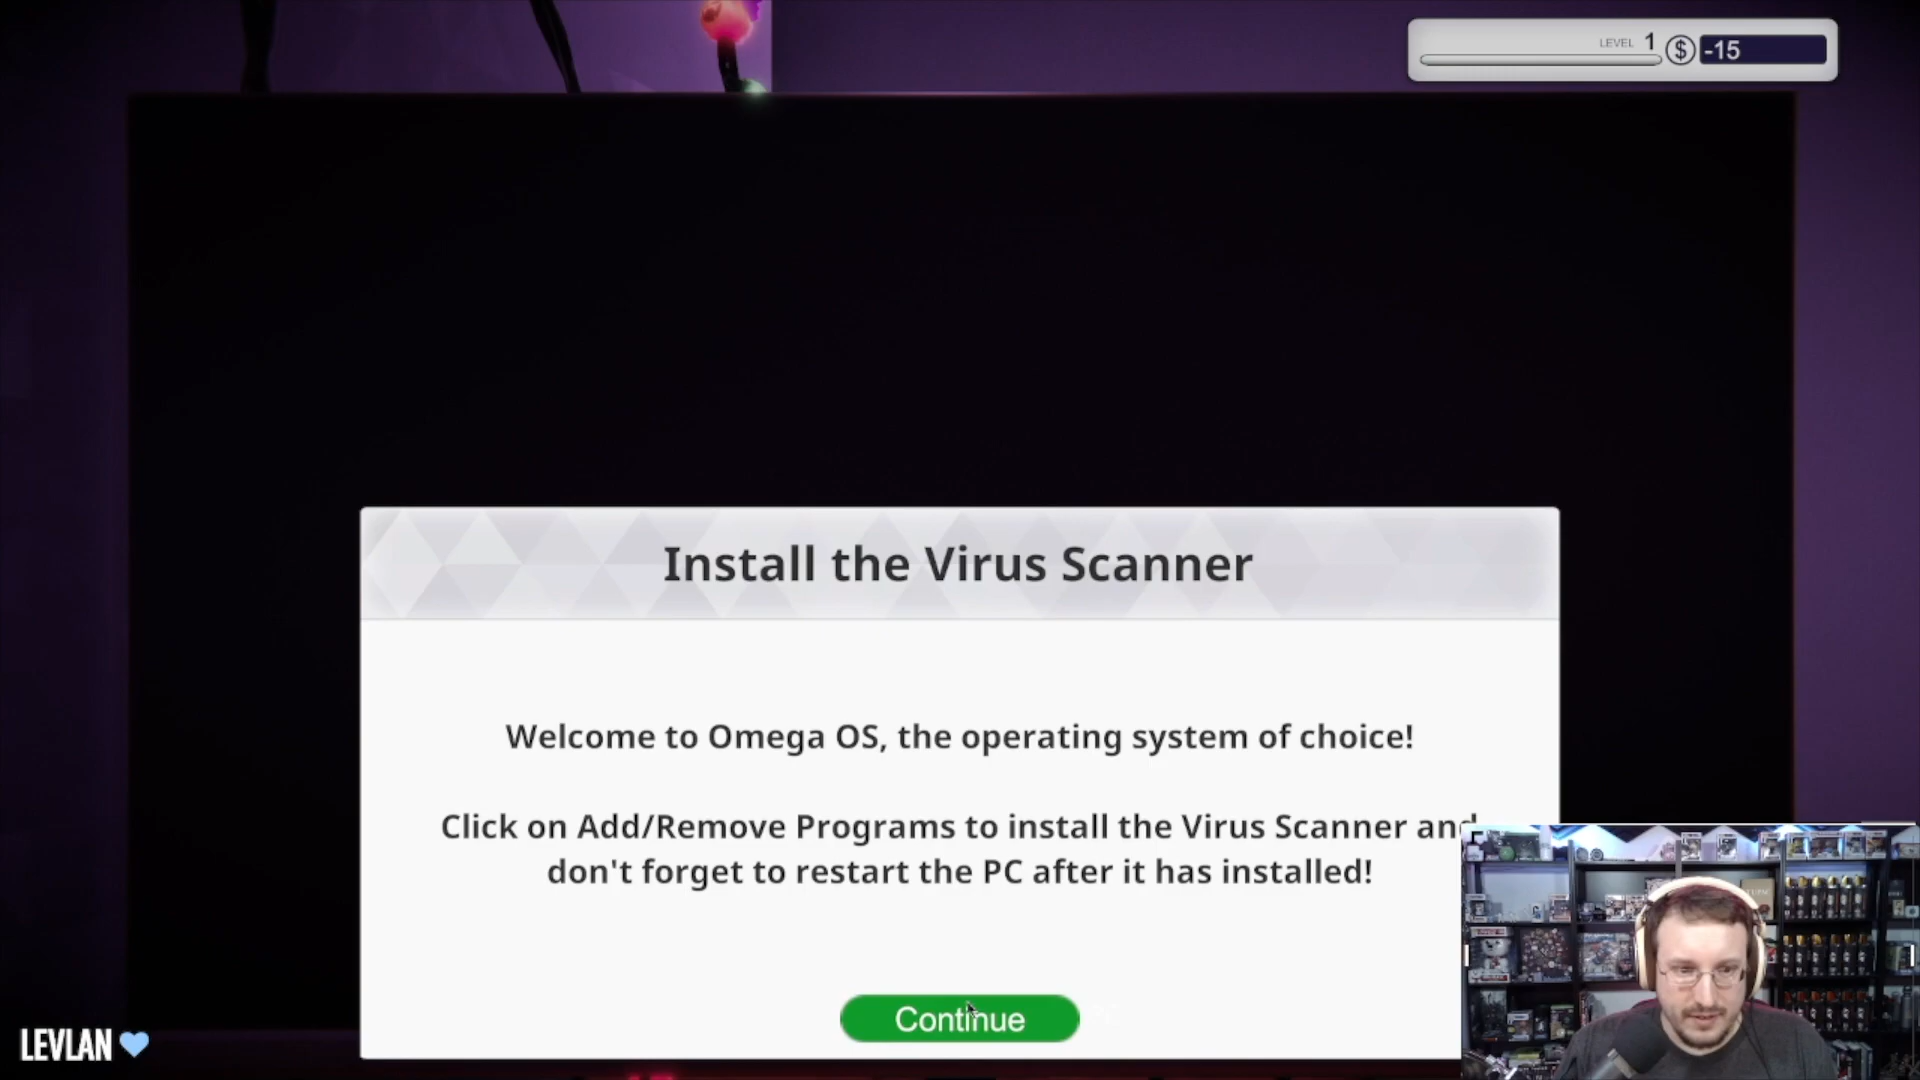 LEVEL 1 $ -15
Install the Virus Scanner
Welcome to Omega OS, the operating system of choice!
Click on Add/Remove Programs to install the Virus Scanner and
don't forget to restart the PC after it has installed!
Continue
LEVLAN